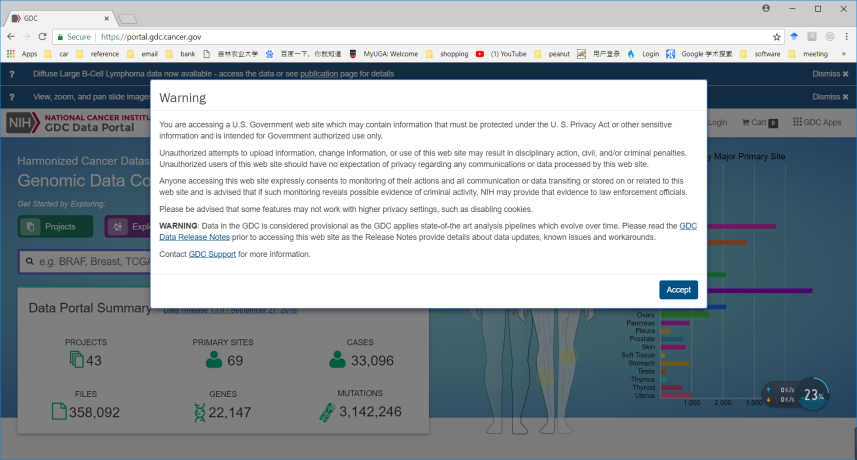 GDC
Secure | https://portal.gdc.cancer.gov
Apps car reference email bank 吉林农业大学 百度一下，你就知道 MyUGA: Welcome shopping (1) YouTube peanut 用户登录 Login Google 学术搜索 software meeting »
? Diffuse Large B-Cell Lymphoma data now available - access the data or see publication page for details Dismiss ✖
? View, zoom, and pan slide images Dismiss ✖
NIH NATIONAL CANCER INSTITU
GDC Data Portal
Login Cart 0 GDC Apps
Harmonized Cancer Datas
Genomic Data Co
Get Started by Exploring:
Projects Expl
e.g. BRAF, Breast, TCGA
y Major Primary Site
Warning
You are accessing a U.S. Government web site which may contain information that must be protected under the U. S. Privacy Act or other sensitive
information and is intended for Government authorized use only.
Unauthorized attempts to upload information, change information, or use of this web site may result in disciplinary action, civil, and/or criminal penalties.
Unauthorized users of this web site should have no expectation of privacy regarding any communications or data processed by this web site.
Anyone accessing this web site expressly consents to monitoring of their actions and all communication or data transiting or stored on or related to this
web site and is advised that if such monitoring reveals possible evidence of criminal activity, NIH may provide that evidence to law enforcement officials.
Please be advised that some features may not work with higher privacy settings, such as disabling cookies.
WARNING: Data in the GDC is considered provisional as the GDC applies state-of-the art analysis pipelines which evolve over time. Please read the GDC
Data Release Notes prior to accessing this web site as the Release Notes provide details about data updates, known issues and workarounds.
Contact GDC Support for more information.
Accept
Data Portal Summary Data Release 13.0 - September 27, 2018
PROJECTS PRIMARY SITES CASES
43 69 33,096
FILES GENES MUTATIONS
358,092 22,147 3,142,246
Ovary
Pancreas
Pleura
Prostate
Skin
Soft Tissue
Stomach
Testis
Thymus
Thyroid
Uterus
1,000 2,000 3,000
0K/s
0K/s
23%